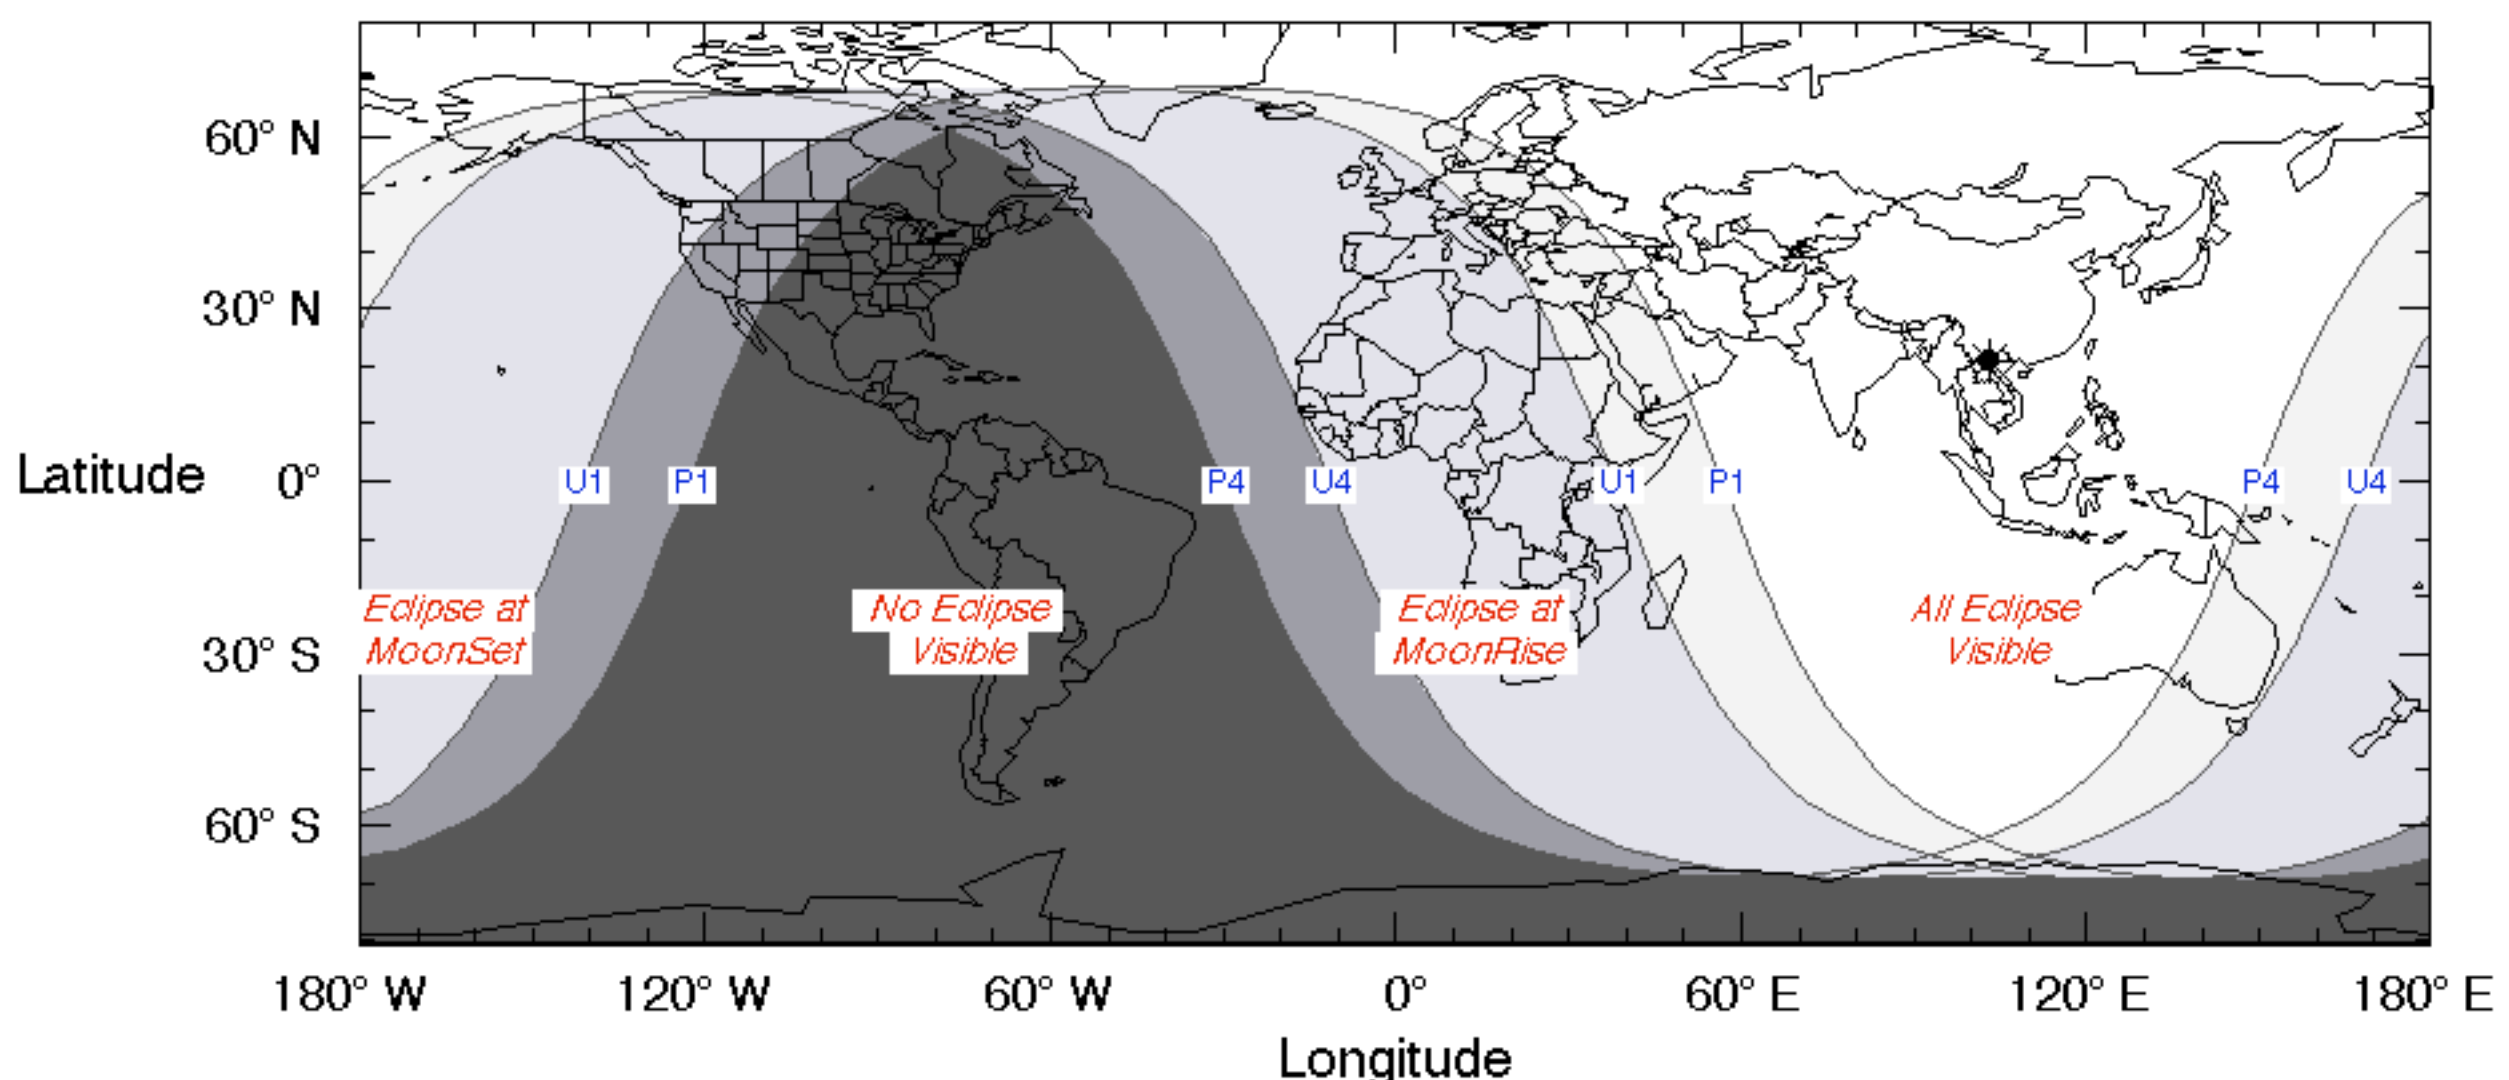 60° N
30° N
Latitude 0°
30° S
60° S
U1 P1 P4 U4 U1 P1 P4 U4
Eclipse at
MoonSet
No Eclipse
Visible
Eclipse at
MoonRise
All Eclipse
Visible
180° W 120° W 60° W 0° 60° E 120° E 180° E
Longitude